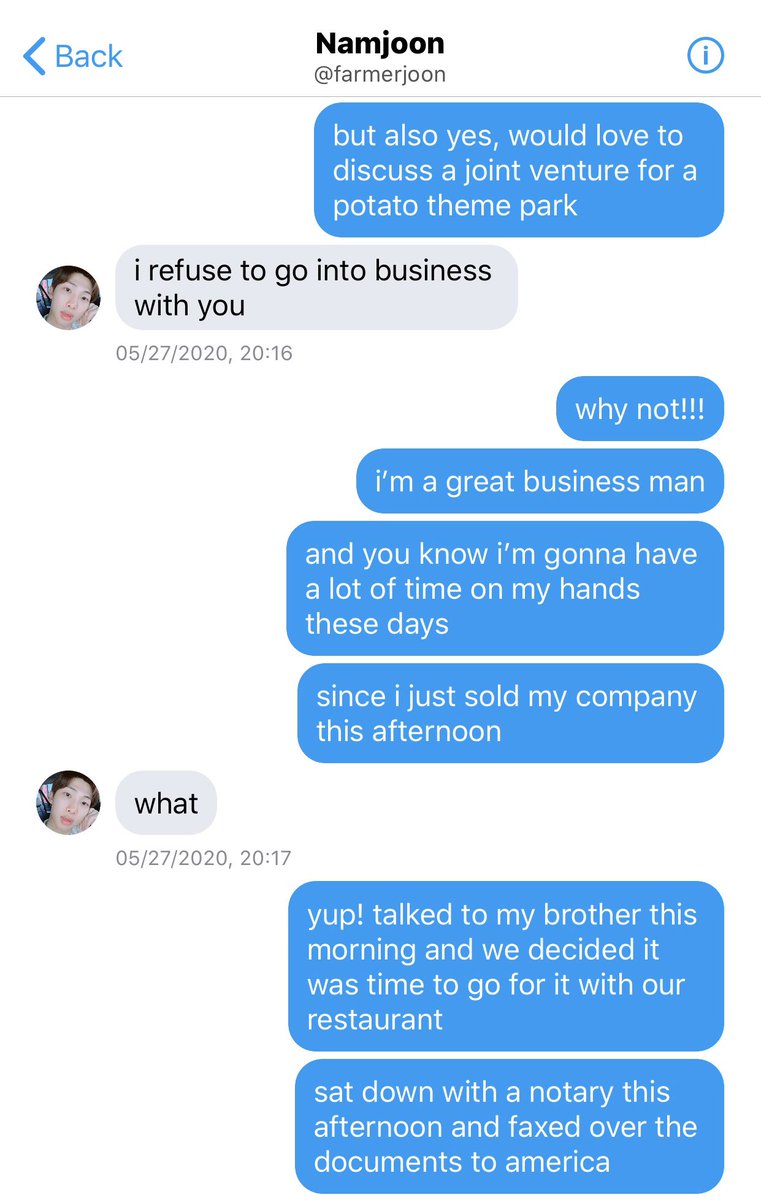 Back
Namjoon
@farmerjoon
but also yes, would love to
discuss a joint venture for a
potato theme park
i refuse to go into business
with you
05/27/2020, 20:16
why not!!!
i’m a great business man
and you know i’m gonna have
a lot of time on my hands
these days
since i just sold my company
this afternoon
what
05/27/2020, 20:17
yup! talked to my brother this
morning and we decided it
was time to go for it with our
restaurant
sat down with a notary this
afternoon and faxed over the
documents to america